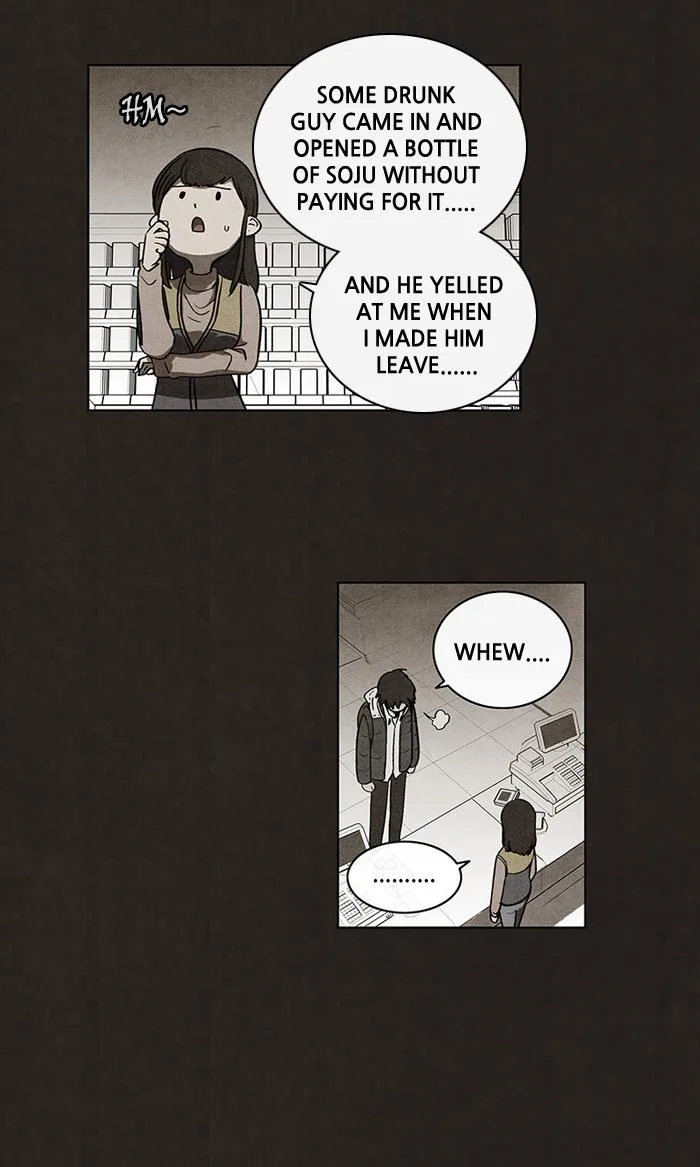 HM~
SOME DRUNK
GUY CAME IN AND
OPENED A BOTTLE
OF SOJU WITHOUT
PAYING FOR IT.....
AND HE YELLED
AT ME WHEN
I MADE HIM
LEAVE......
WHEW....
..........